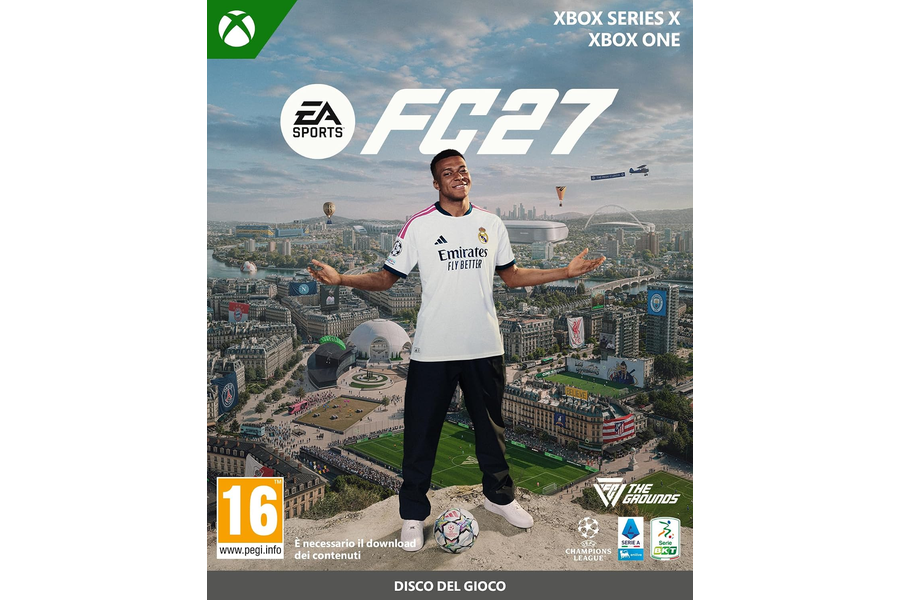 XBOX SERIES X
XBOX ONE
EA
SPORTS
FC27
Emirates
FLY BETTER
THE
GROUNDS
16
™
www.pegi.info
È necessario il download
dei contenuti
CHAMPIONS
LEAGUE
SERIE A
Serie
BKT
DISCO DEL GIOCO